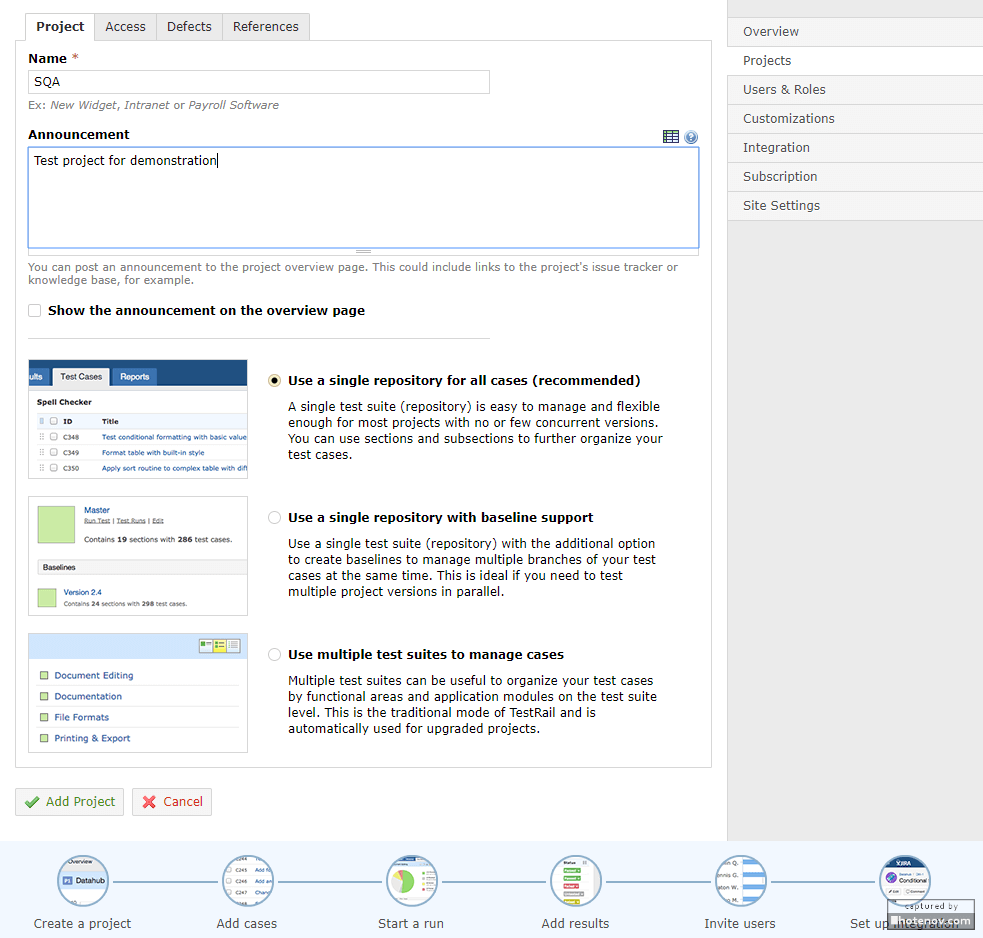 Project
Access
Defects
References
Name *
SQA
Ex: New Widget, Intranet or Payroll Software
Announcement
Test project for demonstration
You can post an announcement to the project overview page. This could include links to the project's issue tracker or
knowledge base, for example.
Show the announcement on the overview page
ults
Test Cases
Reports
Spell Checker
ID
Title
C348
Test conditional formatting with basic value
C349
Format table with built-in style
C350
Apply sort routine to complex table with dif
Use a single repository for all cases (recommended)
A single test suite (repository) is easy to manage and flexible
enough for most projects with no or few concurrent versions.
You can use sections and subsections to further organize your
test cases.
Master
Run Test | Test Runs | Edit
Contains 19 sections with 286 test cases.
Baselines
Version 2.4
Contains 24 sections with 298 test cases.
Use a single repository with baseline support
Use a single test suite (repository) with the additional option
to create baselines to manage multiple branches of your test
cases at the same time. This is ideal if you need to test
multiple project versions in parallel.
Document Editing
Documentation
File Formats
Printing & Export
Use multiple test suites to manage cases
Multiple test suites can be useful to organize your test cases
by functional areas and application modules on the test suite
level. This is the traditional mode of TestRail and is
automatically used for upgraded projects.
Add Project
Cancel
Overview
Projects
Users & Roles
Customizations
Integration
Subscription
Site Settings
Overview
Datahub
C245
C246
C247
Status
JIRA
Conditional
Edit
Comment
Create a project
Add cases
Start a run
Add results
Invite users
Set up integration
captured by
hotenov.com